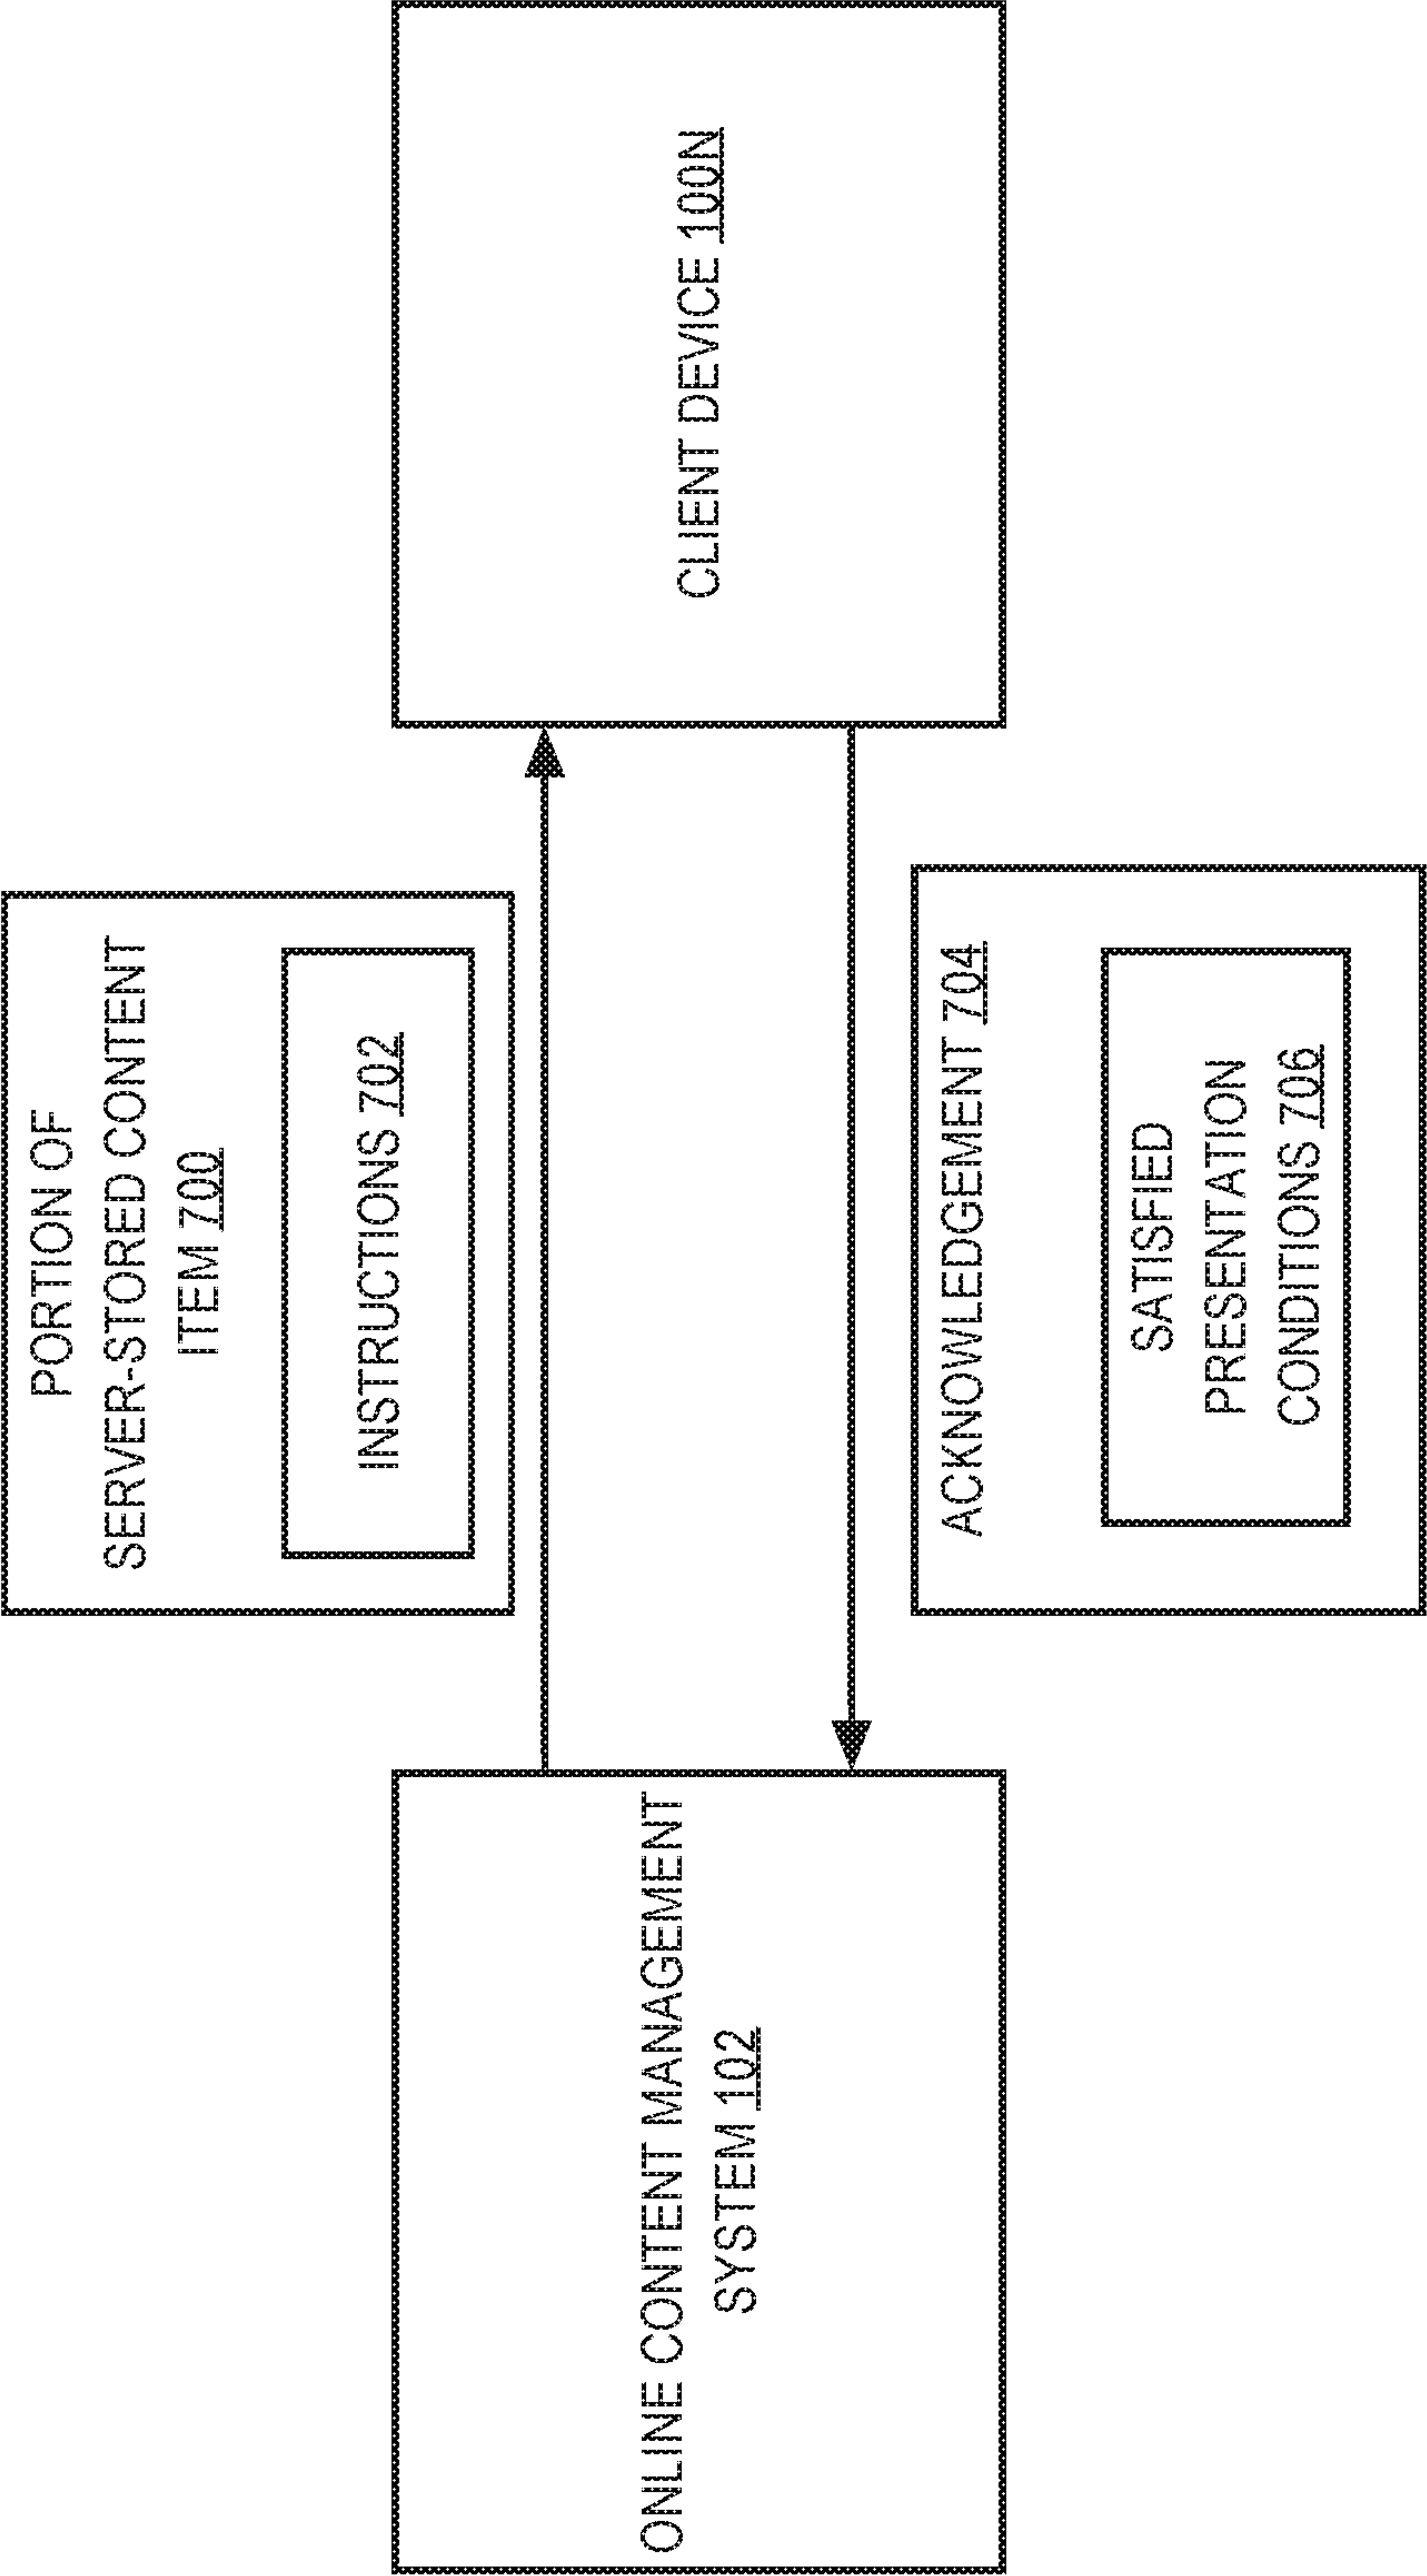 PORTION OF
SERVER-STORED CONTENT
ITEM 700
INSTRUCTIONS 702
ONLINE CONTENT MANAGEMENT
SYSTEM 102
CLIENT DEVICE 100N
ACKNOWLEDGEMENT 704
SATISFIED
PRESENTATION
CONDITIONS 706